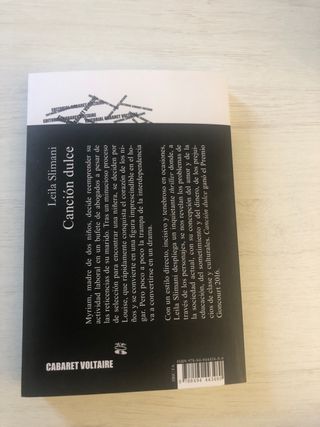 EDITORIAL CABARET VOLTAIRE
Leila Slimani
Canción dulce
Myriam, madre de dos niños, decide reemprender su
actividad laboral en un bufete de abogados a pesar de
las reticencias de su marido. Tras un minucioso proceso
de selección para encontrar una niñera, se deciden por
Louise, que rápidamente conquista el corazón de los ni-
ños y se convierte en una figura imprescindible en el ho-
gar. Pero poco a poco la trampa de la interdependencia
va a convertirse en un drama.
Con un estilo directo, incisivo y tenebroso en ocasiones,
Leila Slimani despliega un inquietante thriller donde, a
través de los personajes, se nos revelan los problemas de
la sociedad actual, con su concepción del amor y de la
educación, del sometimiento y del dinero, de los prejui-
cios de clase y culturales. Canción dulce ganó el Premio
Goncourt 2016.
CABARET VOLTAIRE